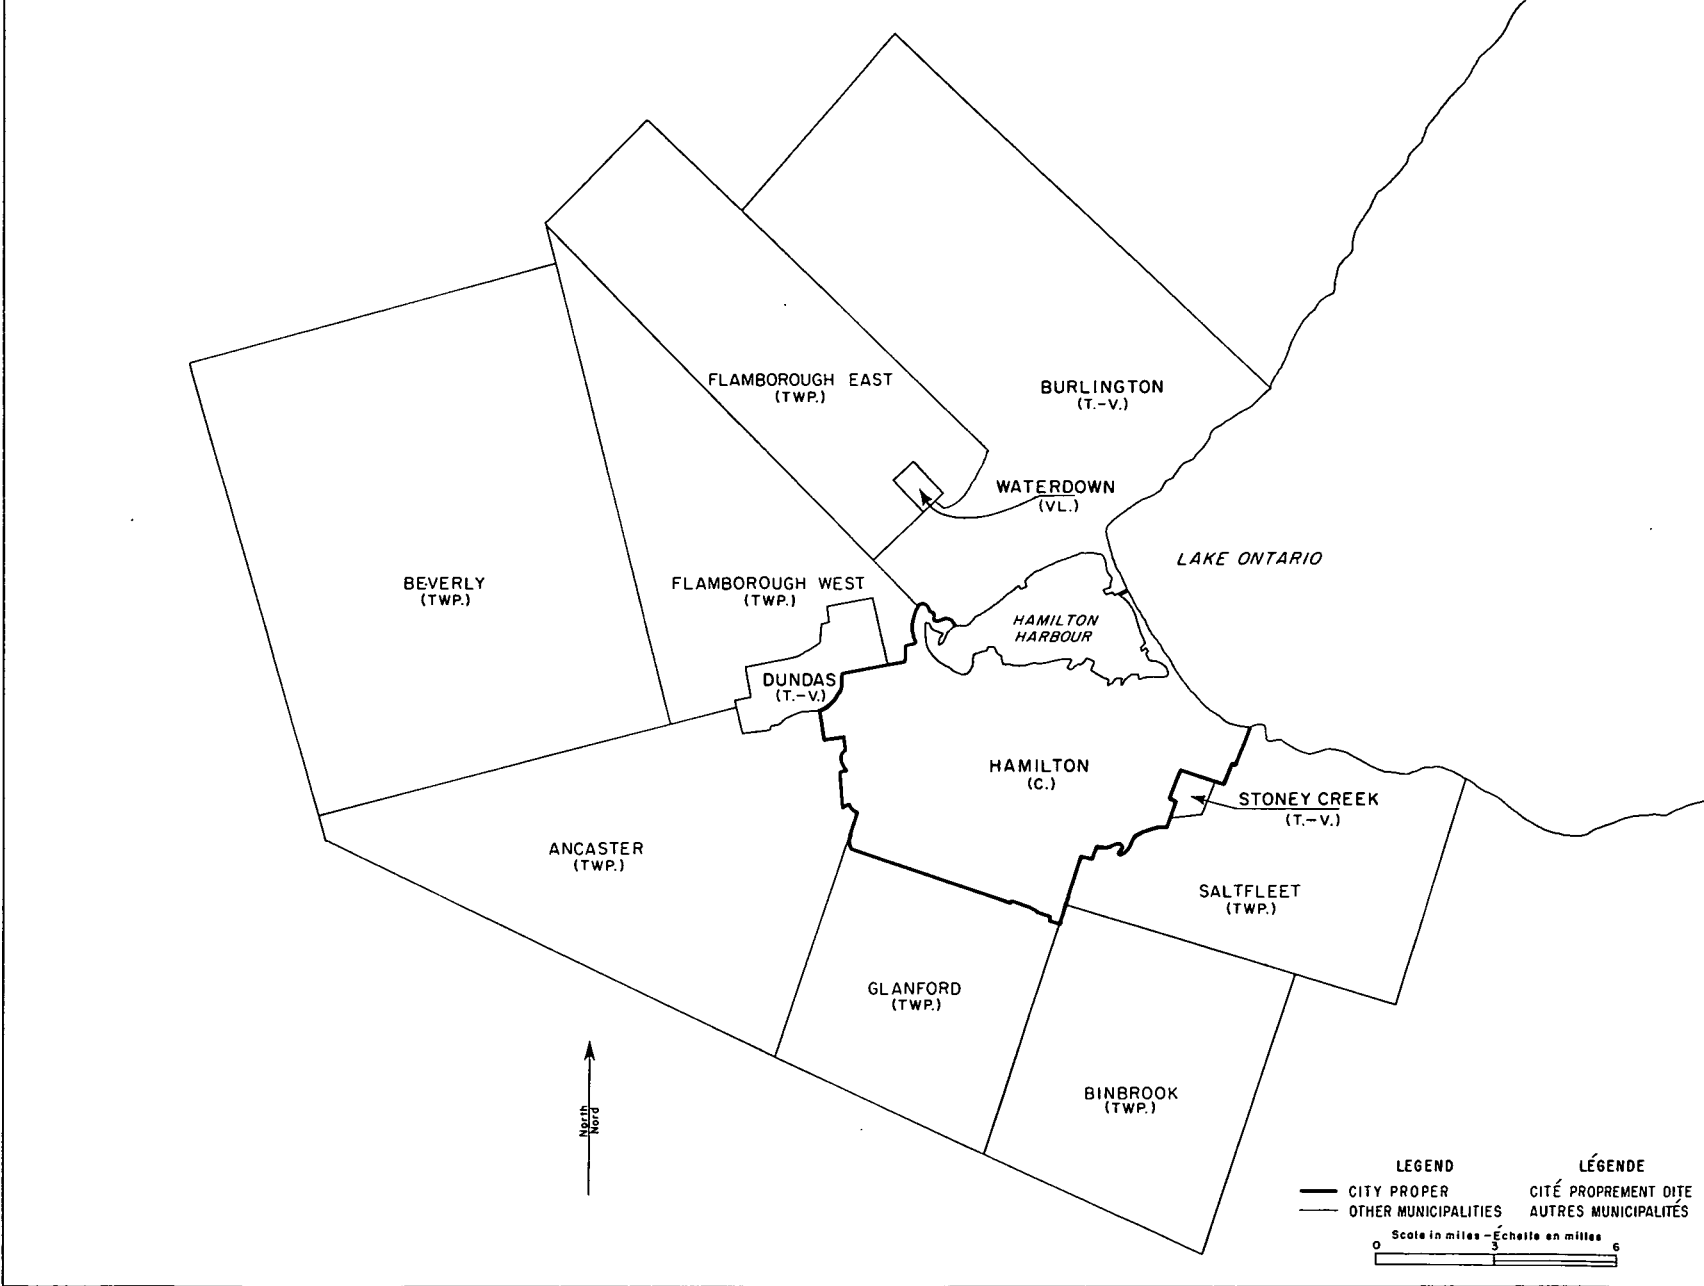 FLAMBOROUGH EAST
(TWP.)
BURLINGTON
(T.-V.)
WATERDOWN
(VL.)
LAKE ONTARIO
BEVERLY
(TWP.)
FLAMBOROUGH WEST
(TWP.)
HAMILTON
HARBOUR
DUNDAS
(T.-V.)
HAMILTON
(C.)
STONEY CREEK
(T.-V.)
ANCASTER
(TWP.)
SALTFLEET
(TWP.)
GLANFORD
(TWP.)
BINBROOK
(TWP.)
North
Nord
LEGEND LÉGENDE
CITY PROPER CITÉ PROPREMENT DITE
OTHER MUNICIPALITIES AUTRES MUNICIPALITÉS
Scale in miles – Échelle en milles
0 3 6